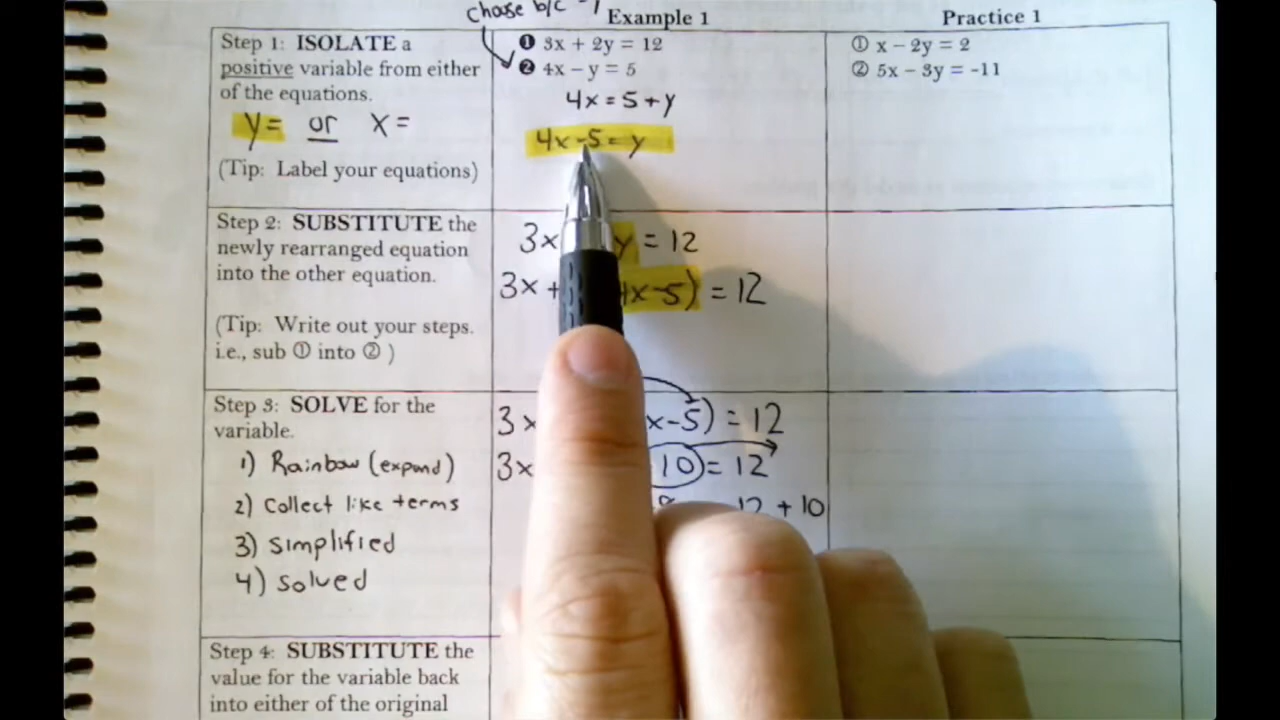 chose b/c
Example 1
Practice 1
Step 1: ISOLATE a
positive variable from either
of the equations.
y= or x=
(Tip: Label your equations)
❶ 3x + 2y = 12
❷ 4x – y = 5
4x = 5 + y
4x-5=y
① x – 2y = 2
② 5x – 3y = -11
Step 2: SUBSTITUTE the
newly rearranged equation
into the other equation.
(Tip: Write out your steps.
i.e., sub ① into ② )
3x y = 12
3x + x-5) = 12
Step 3: SOLVE for the
variable.
1) Rainbow (expand)
2) Collect like terms
3) simplified
4) solved
3x x-5) = 12
3x 10 = 12
12 + 10
Step 4: SUBSTITUTE the
value for the variable back
into either of the original